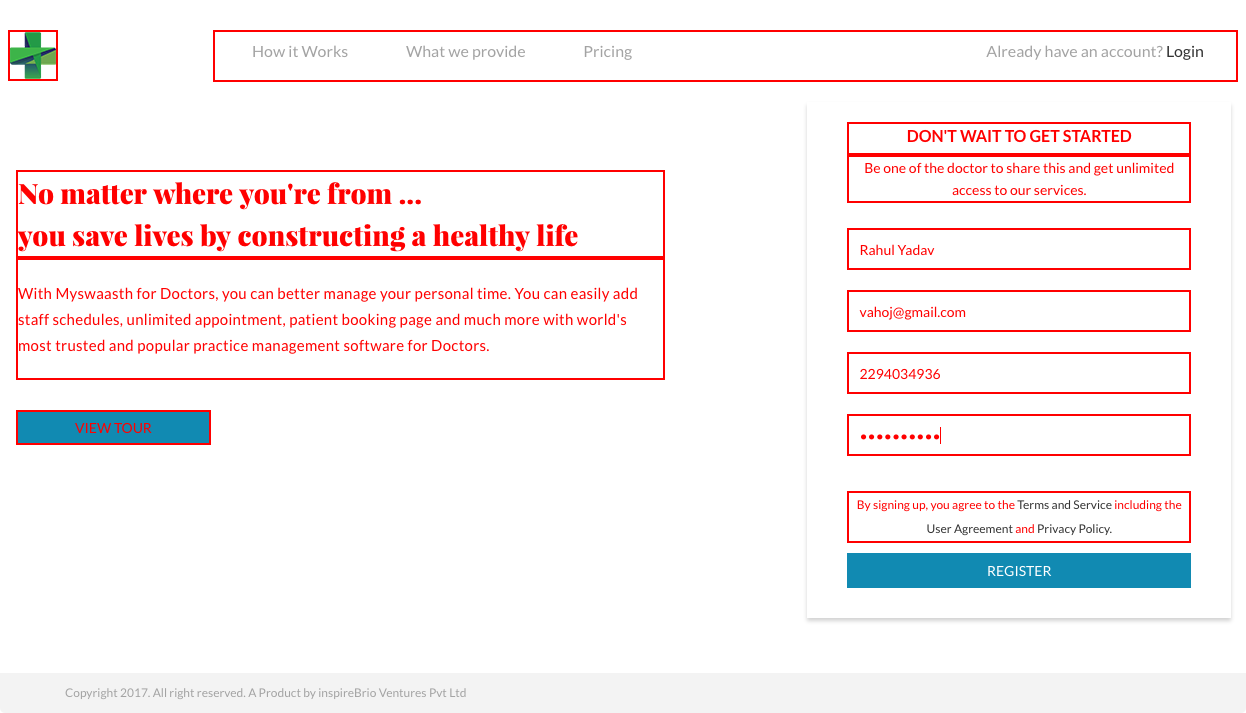 How it Works
What we provide
Pricing
Already have an account? Login
No matter where you're from ...
you save lives by constructing a healthy life
With Myswaasth for Doctors, you can better manage your personal time. You can easily add
staff schedules, unlimited appointment, patient booking page and much more with world's
most trusted and popular practice management software for Doctors.
VIEW TOUR
DON'T WAIT TO GET STARTED
Be one of the doctor to share this and get unlimited
access to our services.
Rahul Yadav
vahoj@gmail.com
2294034936
••••••••••
By signing up, you agree to the Terms and Service including the
User Agreement and Privacy Policy.
REGISTER
Copyright 2017. All right reserved. A Product by inspireBrio Ventures Pvt Ltd